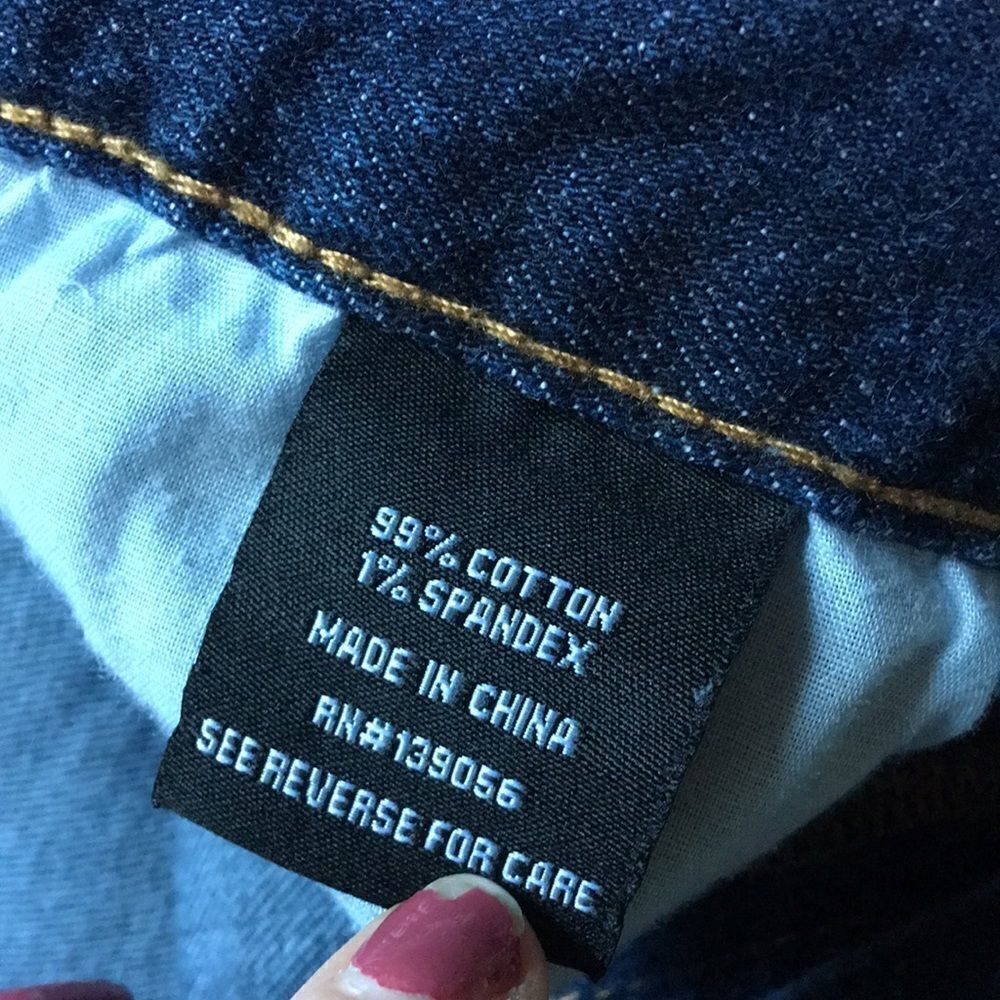 99% COTTON
1% SPANDEX
MADE IN CHINA
RN#139056
SEE REVERSE FOR CARE